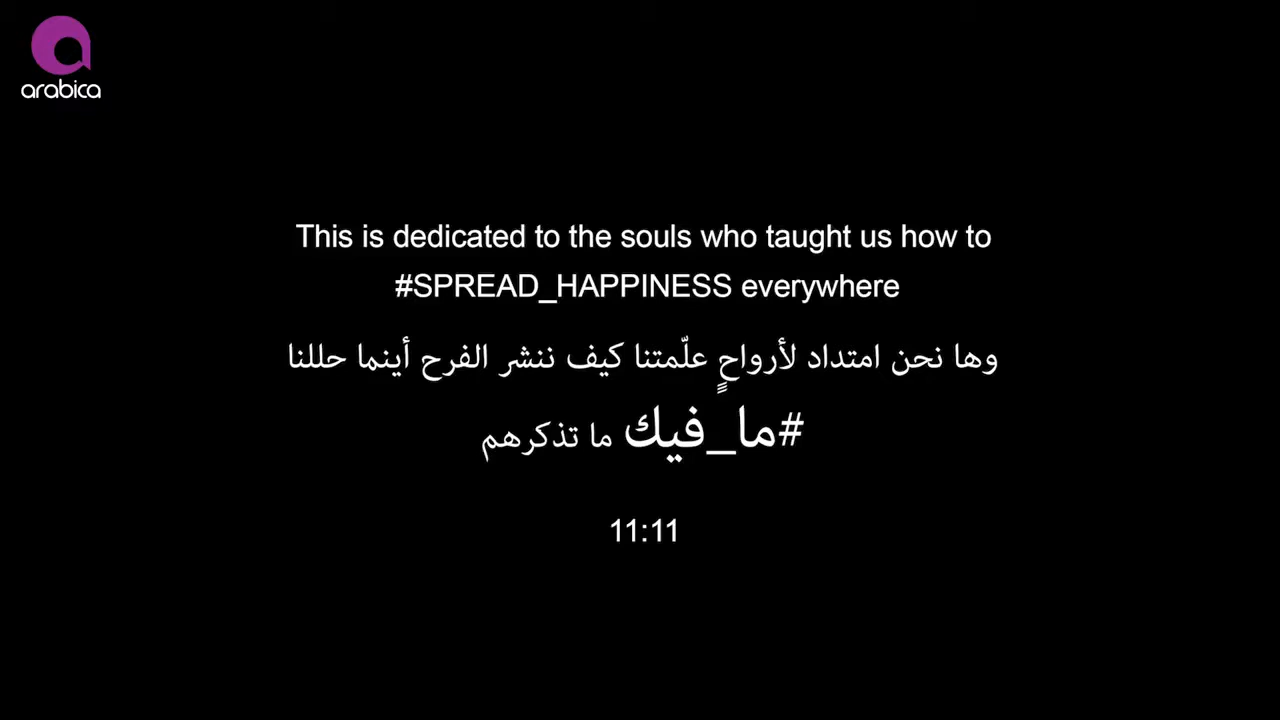 arabica
This is dedicated to the souls who taught us how to
#SPREAD_HAPPINESS everywhere
وها نحن امتداد لأرواحٍ علّمتنا كيف ننشر الفرح أينما حللنا
#ما_فيك ما تذكرهم
11:11